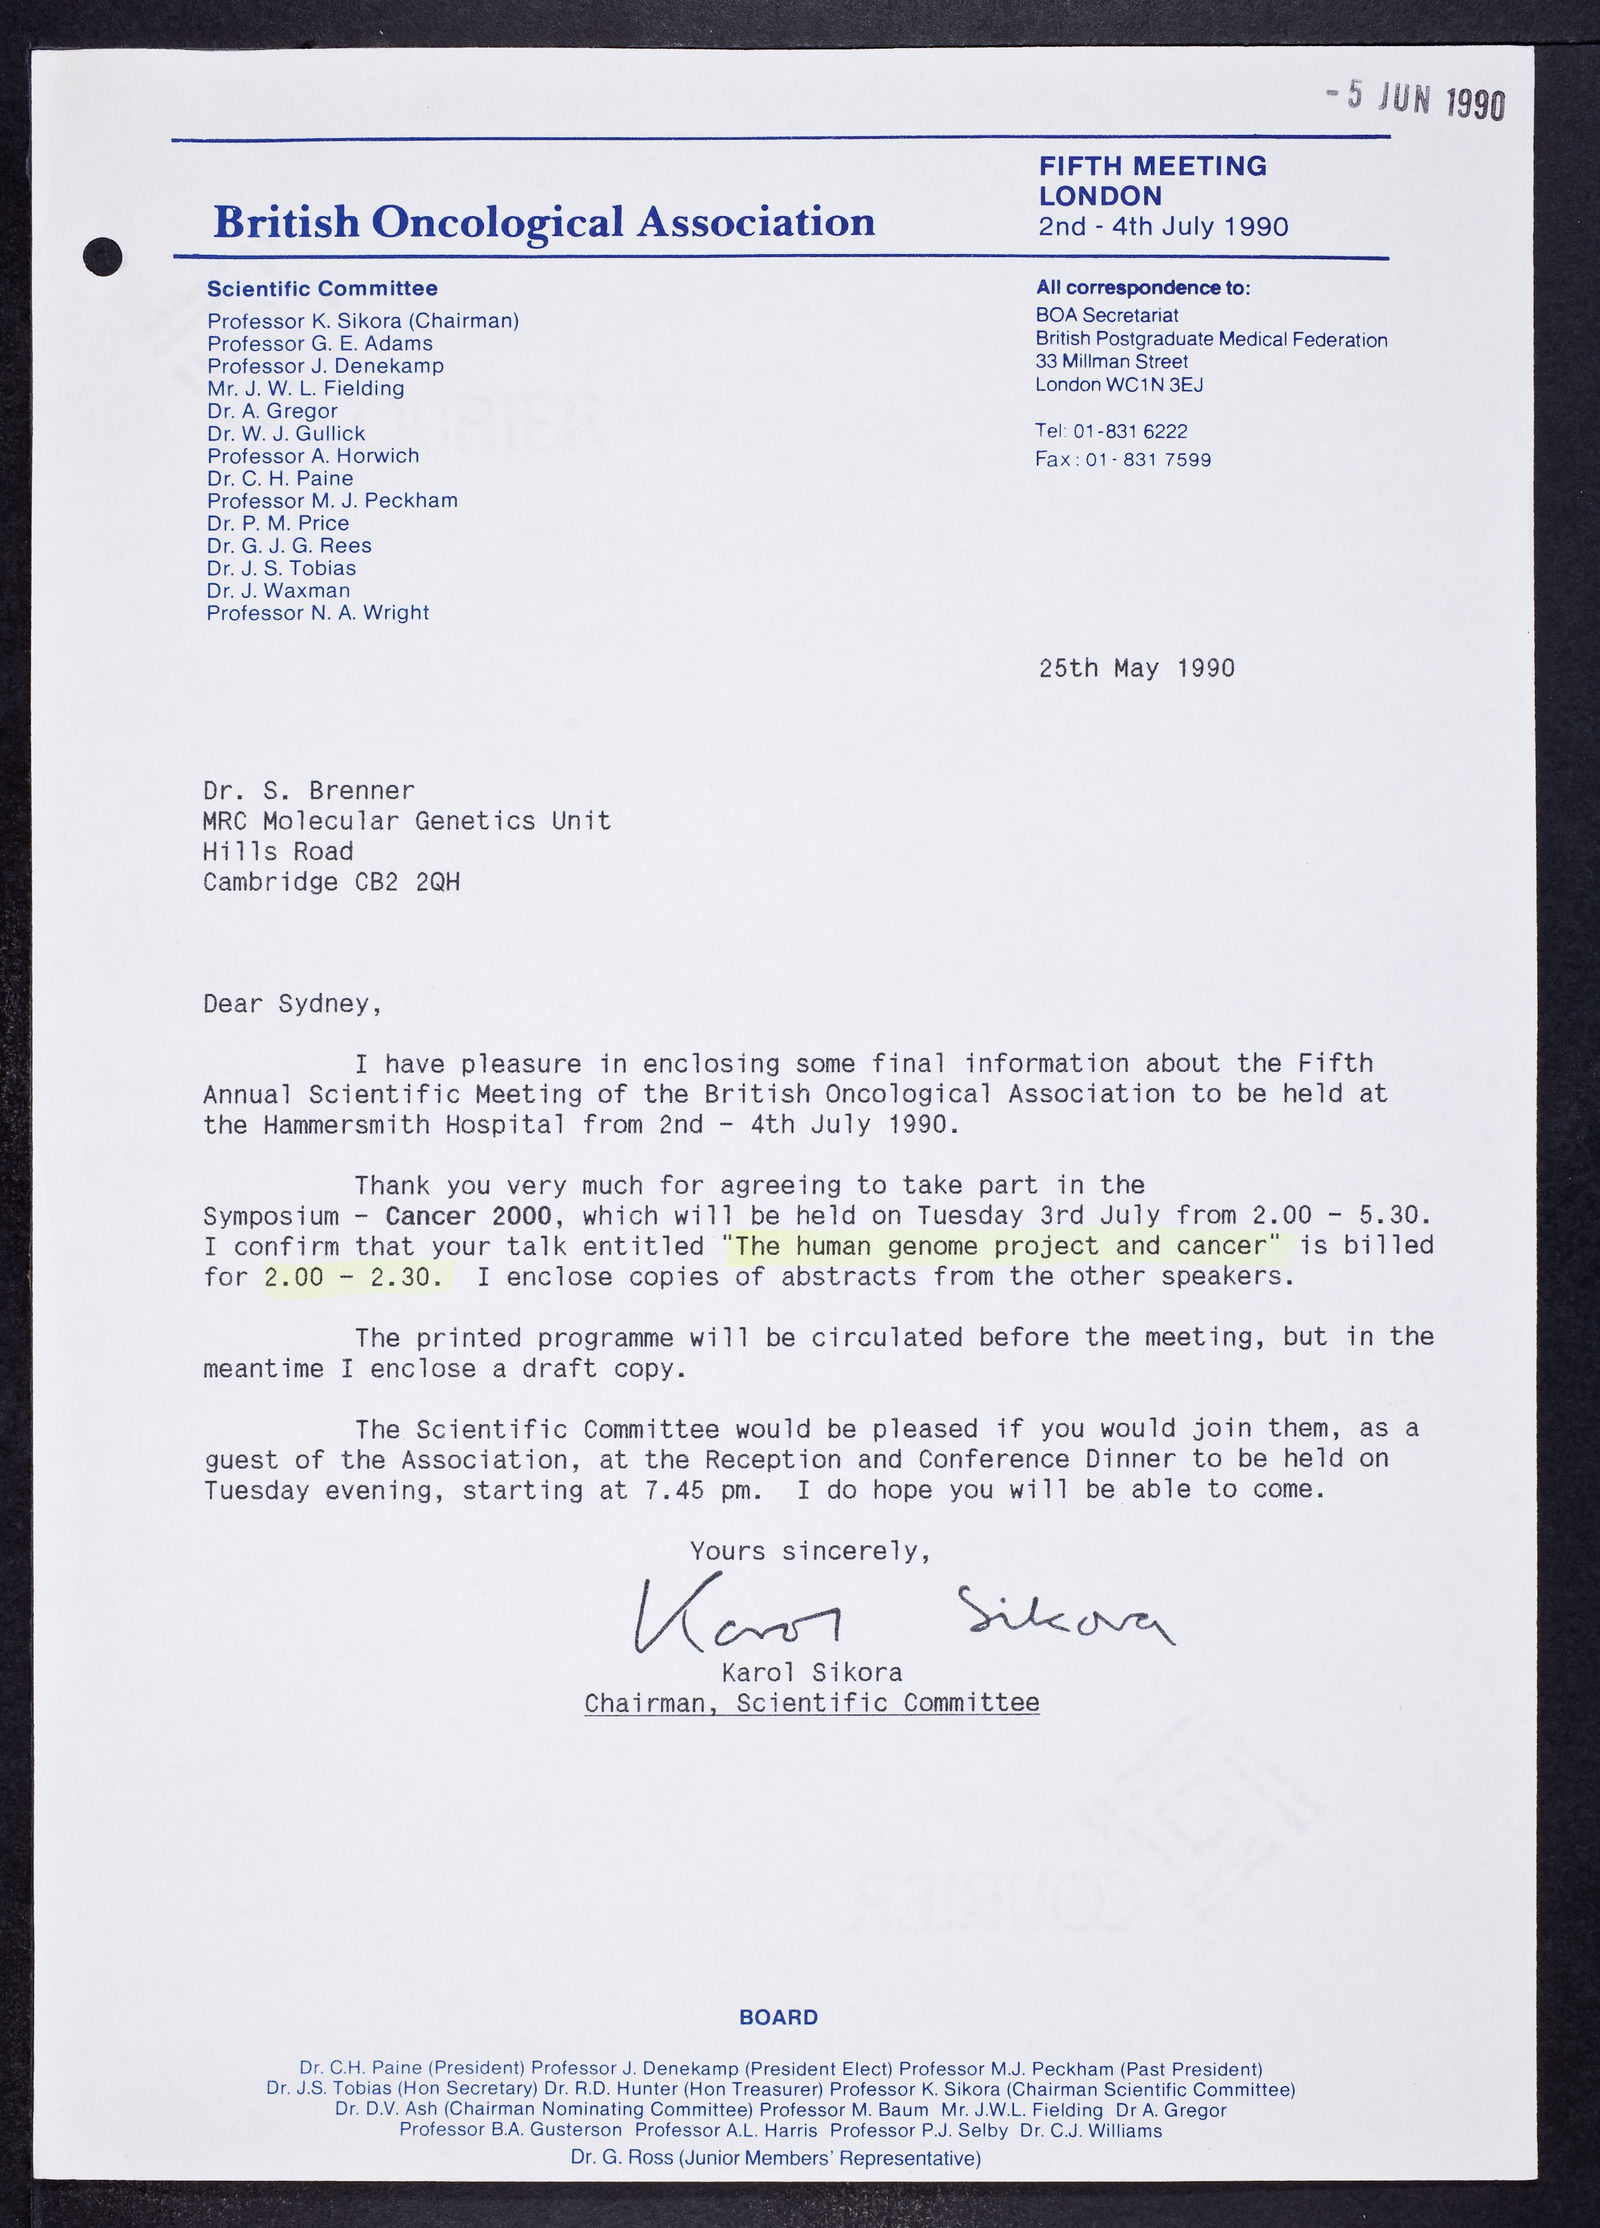 - 5 JUN 1990
British Oncological Association
FIFTH MEETING
LONDON
2nd - 4th July 1990
Scientific Committee
Professor K. Sikora (Chairman)
Professor G. E. Adams
Professor J. Denekamp
Mr. J. W. L. Fielding
Dr. A. Gregor
Dr. W. J. Gullick
Professor A. Horwich
Dr. C. H. Paine
Professor M. J. Peckham
Dr. P. M. Price
Dr. G. J. G. Rees
Dr. J. S. Tobias
Dr. J. Waxman
Professor N. A. Wright
All correspondence to:
BOA Secretariat
British Postgraduate Medical Federation
33 Millman Street
London WC1N 3EJ
Tel: 01-831 6222
Fax: 01-831 7599
25th May 1990
Dr. S. Brenner
MRC Molecular Genetics Unit
Hills Road
Cambridge CB2 2QH
Dear Sydney,
I have pleasure in enclosing some final information about the Fifth
Annual Scientific Meeting of the British Oncological Association to be held at
the Hammersmith Hospital from 2nd - 4th July 1990.
Thank you very much for agreeing to take part in the
Symposium - Cancer 2000, which will be held on Tuesday 3rd July from 2.00 - 5.30.
I confirm that your talk entitled "The human genome project and cancer" is billed
for 2.00 - 2.30. I enclose copies of abstracts from the other speakers.
The printed programme will be circulated before the meeting, but in the
meantime I enclose a draft copy.
The Scientific Committee would be pleased if you would join them, as a
guest of the Association, at the Reception and Conference Dinner to be held on
Tuesday evening, starting at 7.45 pm. I do hope you will be able to come.
Yours sincerely,
Karol Sikora
Karol Sikora
Chairman, Scientific Committee
COURIER
BOARD
Dr. C.H. Paine (President) Professor J. Denekamp (President Elect) Professor M.J. Peckham (Past President)
Dr. J.S. Tobias (Hon Secretary) Dr. R.D. Hunter (Hon Treasurer) Professor K. Sikora (Chairman Scientific Committee)
Dr. D.V. Ash (Chairman Nominating Committee) Professor M. Baum Mr. J.W.L. Fielding Dr A. Gregor
Professor B.A. Gusterson Professor A.L. Harris Professor P.J. Selby Dr. C.J. Williams
Dr. G. Ross (Junior Members' Representative)